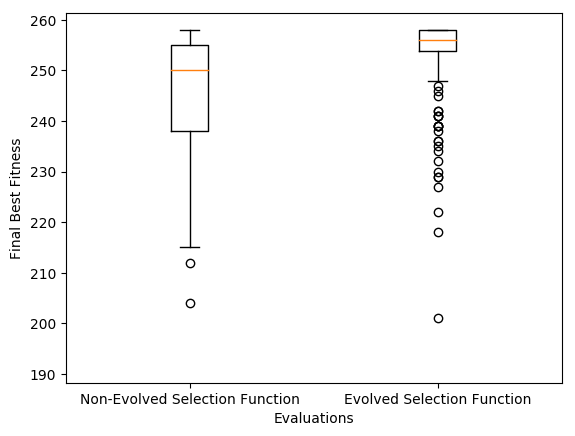 Final Best Fitness
260
250
240
230
220
210
200
190
Non-Evolved Selection Function
Evolved Selection Function
Evaluations